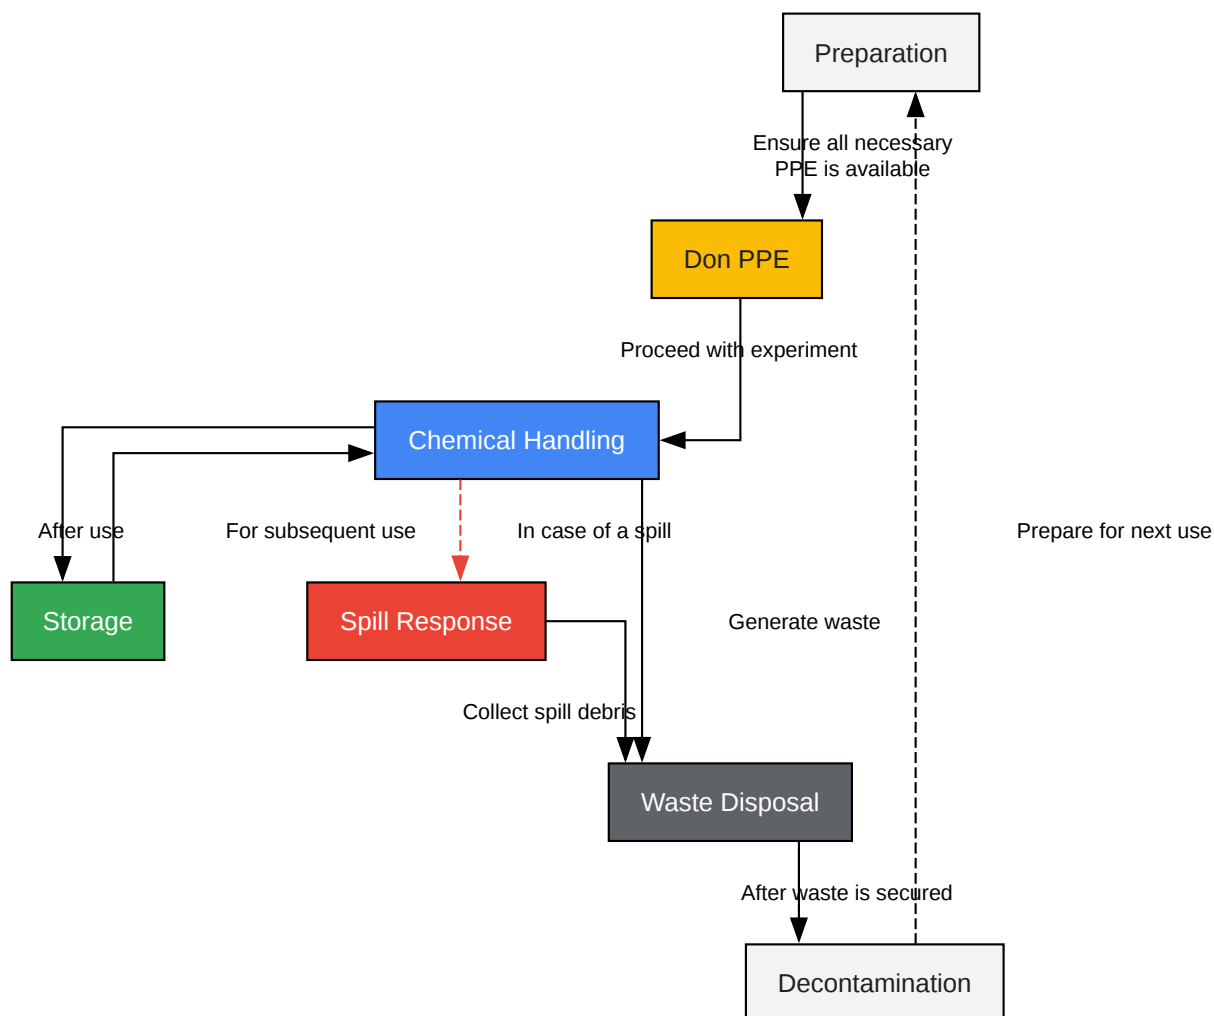 Preparation
Ensure all necessary
PPE is available
Don PPE
Proceed with experiment
Chemical Handling
After use
For subsequent use
In case of a spill
Prepare for next use
Storage
Spill Response
Generate waste
Collect spill debris
Waste Disposal
After waste is secured
Decontamination